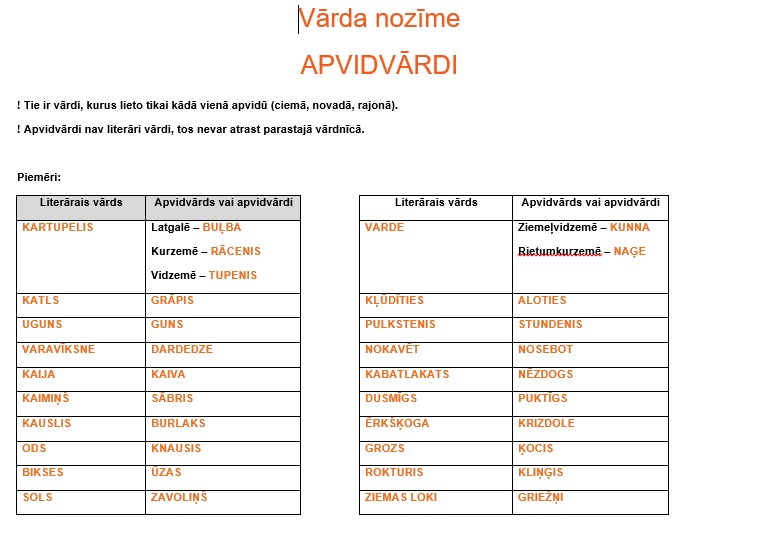 Vārda nozīme
APVIDVĀRDI
! Tie ir vārdi, kurus lieto tikai kādā vienā apvidū (ciemā, novadā, rajonā).
! Apvidvārdi nav literāri vārdi, tos nevar atrast parastajā vārdnīcā.
Piemēri:
Literārais vārds Apvidvārds vai apvidvārdi
KARTUPELIS Latgalē – BUĻBA
Kurzemē – RĀCENIS
Vidzemē – TUPENIS
KATLS GRĀPIS
UGUNS GUNS
VARAVĪKSNE DARDEDZE
KAIJA KAIVA
KAIMIŅŠ SĀBRIS
KAUSLIS BURLAKS
ODS KNAUSIS
BIKSES ŪZAS
SOLS ZAVOLIŅŠ
Literārais vārds Apvidvārds vai apvidvārdi
VARDE Ziemeļvidzemē – KUNNA
Rietumkurzemē – NAĢE
KĻŪDĪTIES ALOTIES
PULKSTENIS STUNDENIS
NOKAVĒT NOSEBOT
KABATLAKATS NĒZDOGS
DUSMĪGS PUKTĪGS
ĒRKŠĶOGA KRIZDOLE
GROZS ĶOCIS
ROKTURIS KLIŅĢIS
ZIEMAS LOKI GRIEŽŅI